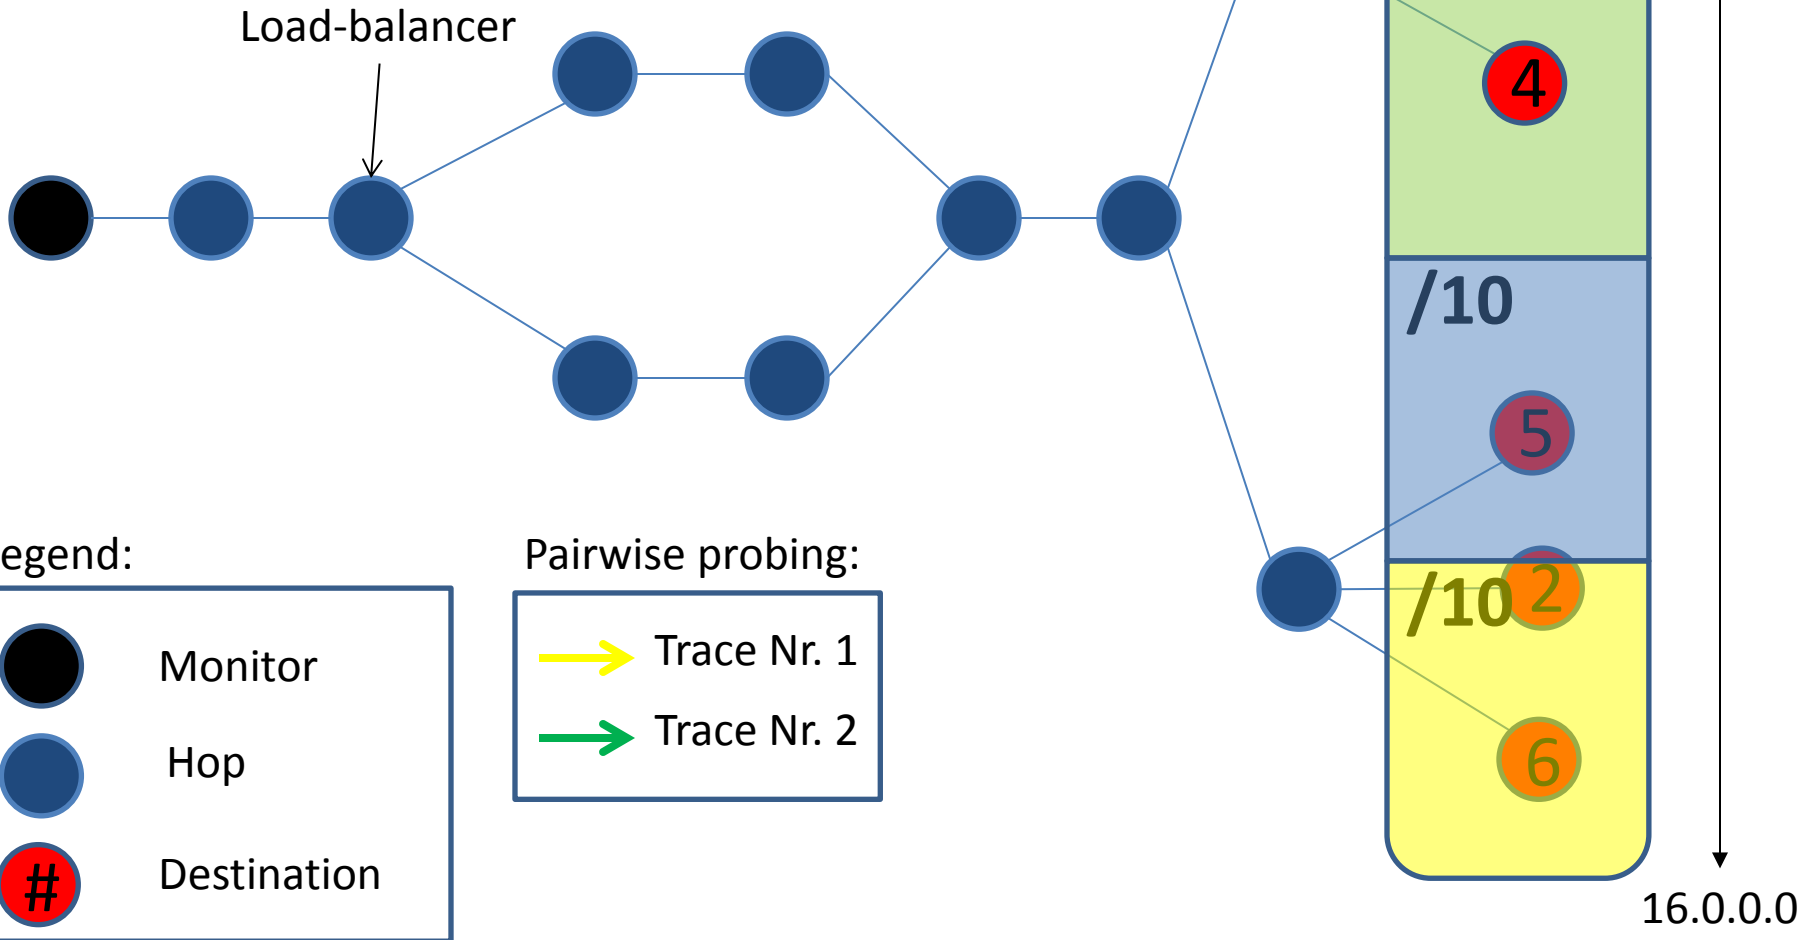 Load-balancer
4
/10
5
/10
2
6
egend:
Monitor
Hop
#
Destination
Pairwise probing:
Trace Nr. 1
Trace Nr. 2
16.0.0.0